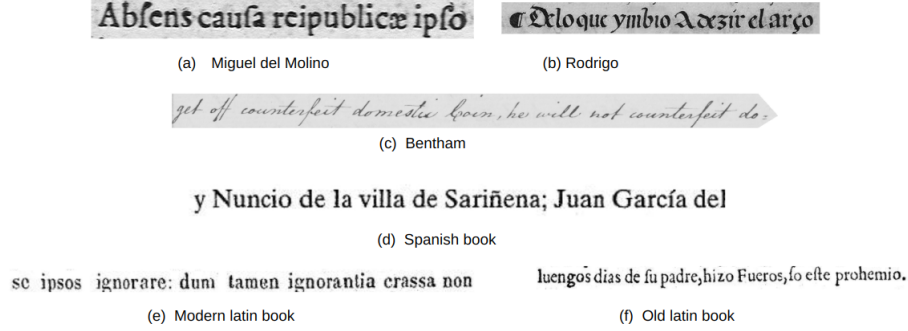 Abſens cauſa reipublicæ ipſo
¶ Deloque ymbio A dezir el arço
(a) Miguel del Molino
(b) Rodrigo
get off counterfeit domestic Coin, he will not counterfeit do=
(c) Bentham
y Nuncio de la villa de Sariñena; Juan García del
(d) Spanish book
se ipsos ignorare: dum tamen ignorantia crassa non
luengos dias de ſu padre,hizo Fueros,ſo eſte prohemio.
(e) Modern latin book
(f) Old latin book